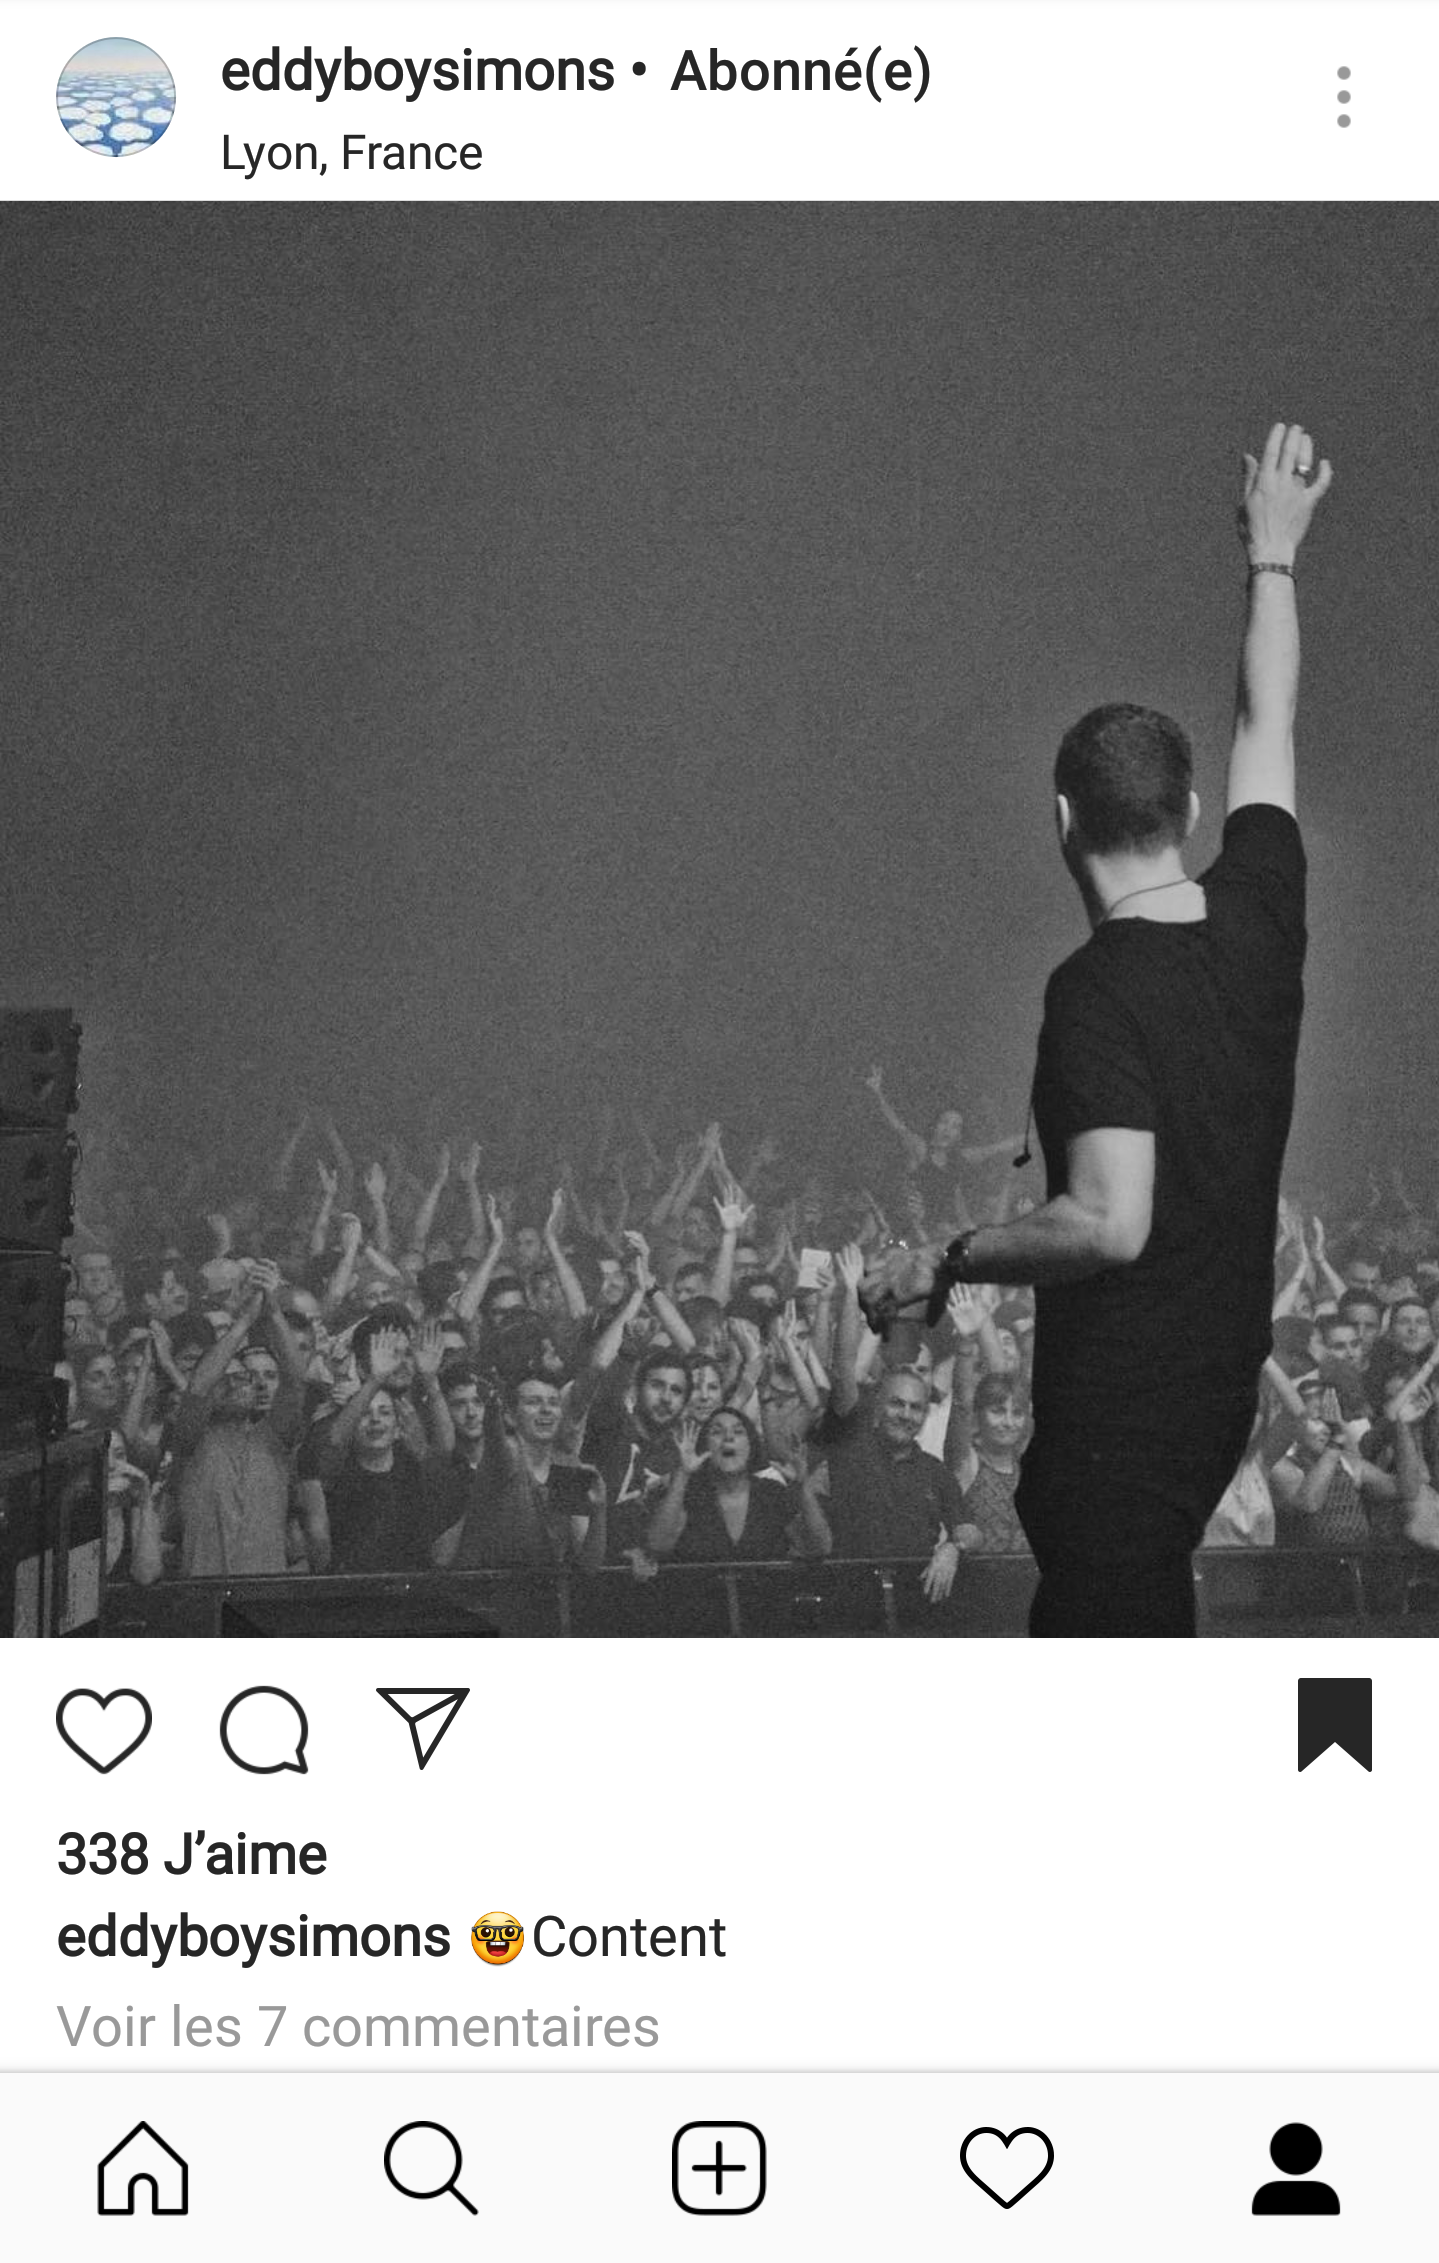 eddyboysimons • Abonné(e)
Lyon, France
338 J’aime
eddyboysimons 🤓Content
Voir les 7 commentaires